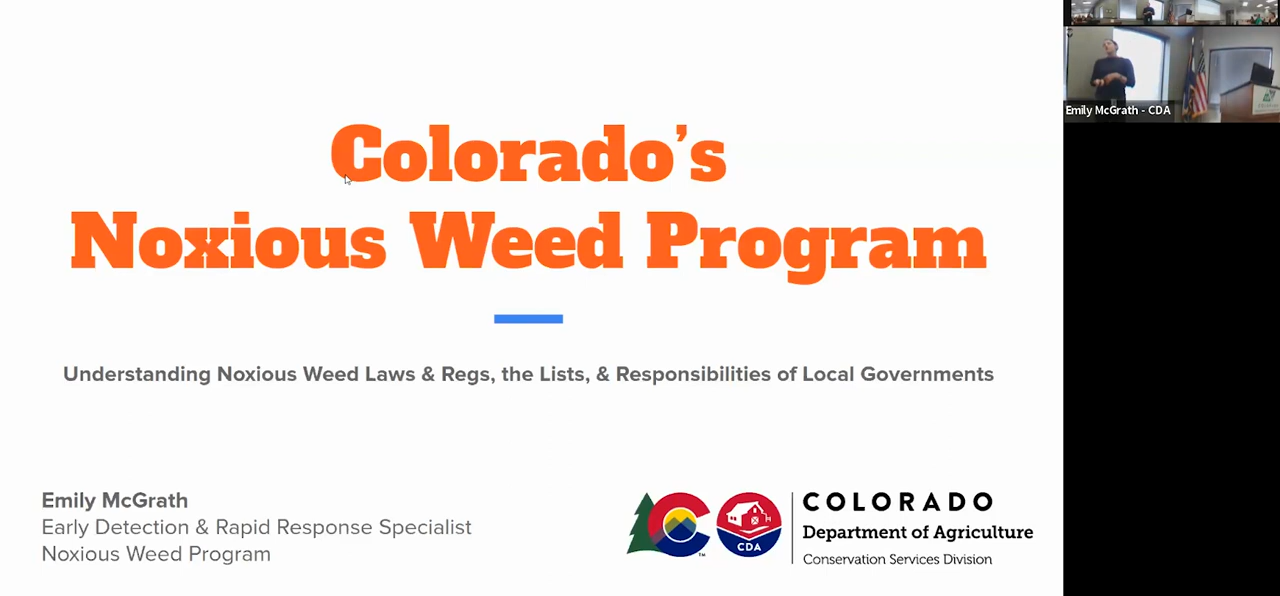 Colorado's
Noxious Weed Program
Understanding Noxious Weed Laws & Regs, the Lists, & Responsibilities of Local Governments
Emily McGrath
Early Detection & Rapid Response Specialist
Noxious Weed Program
CDA
TM
COLORADO
Department of Agriculture
Conservation Services Division
Emily McGrath - CDA